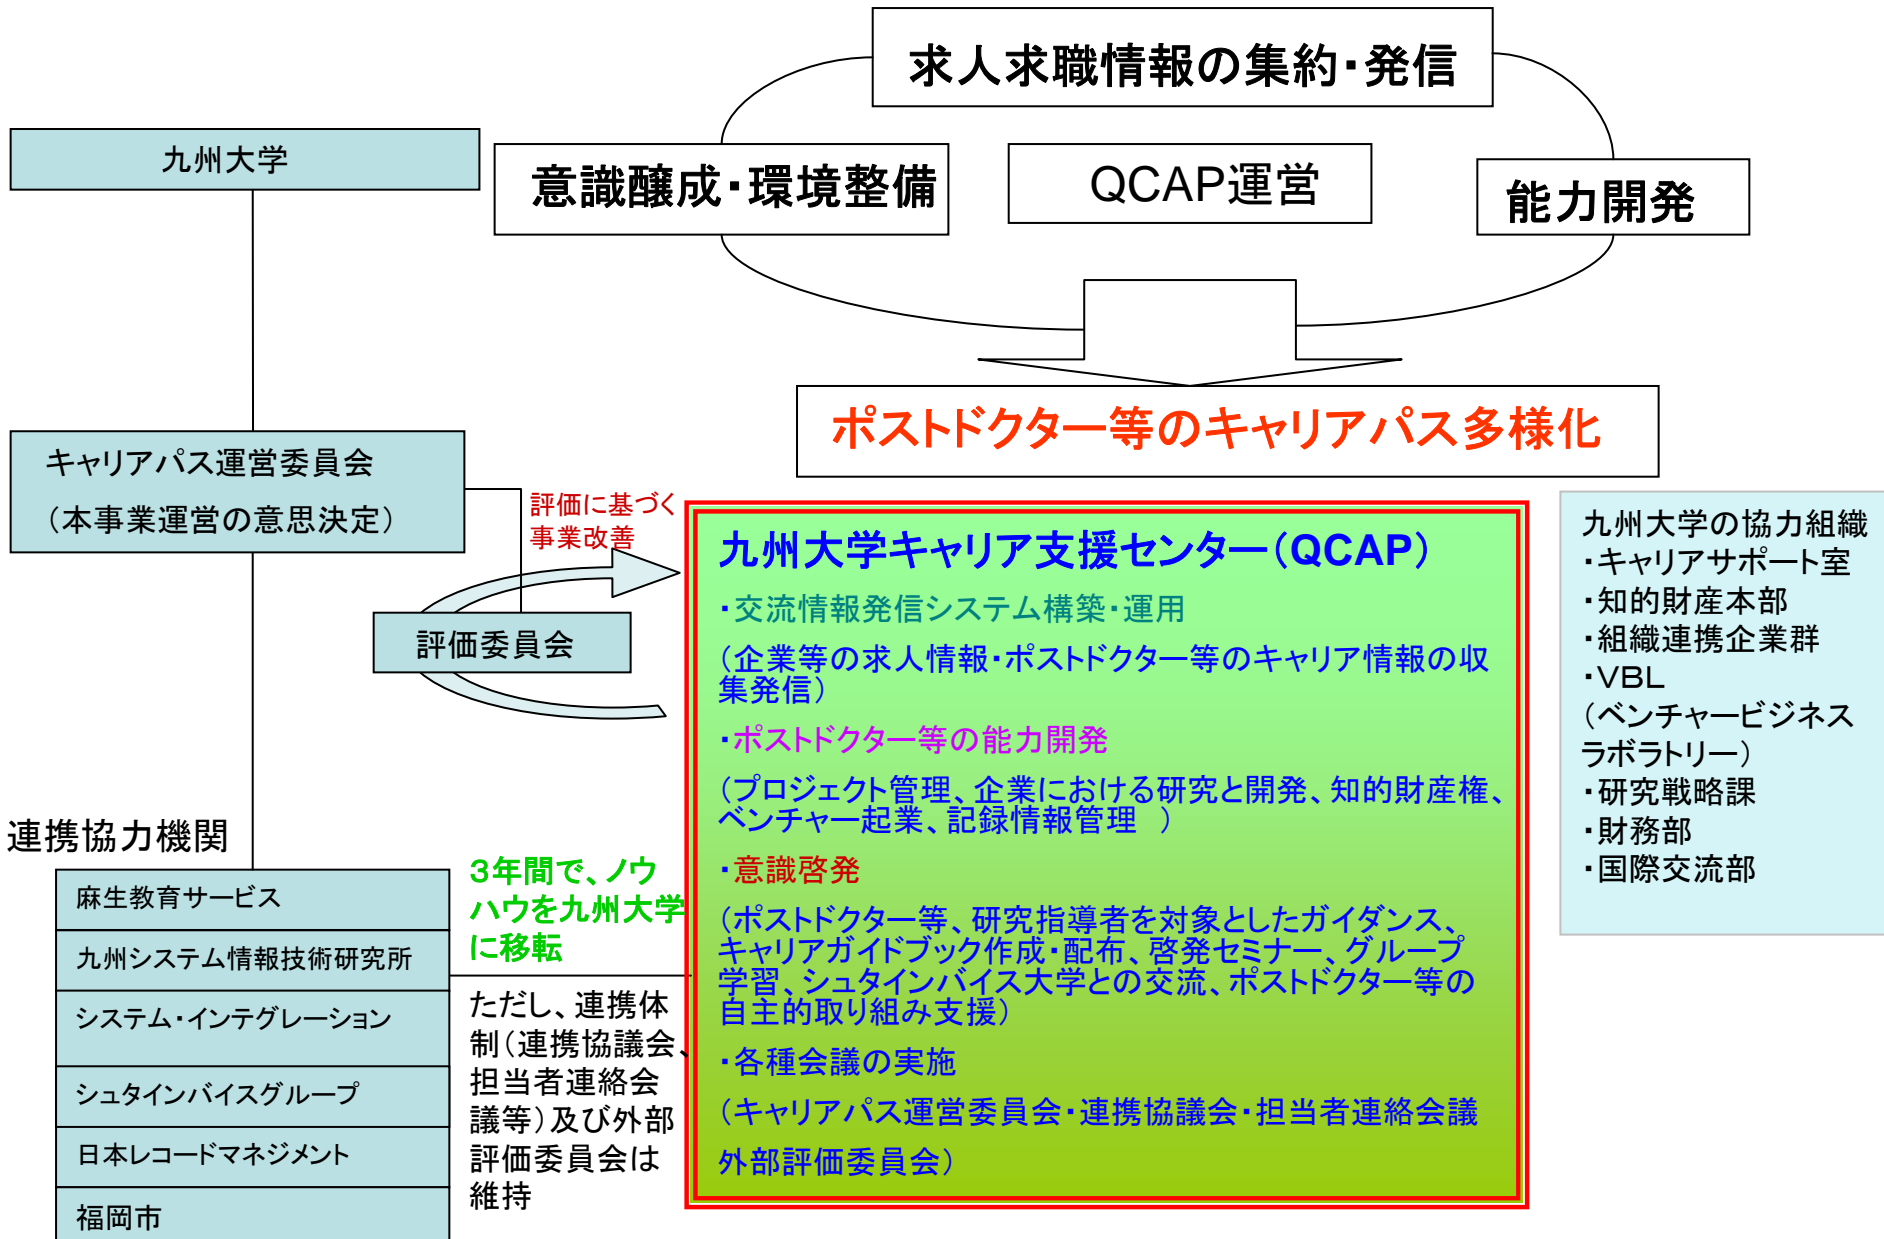 求人求職情報の集約・発信
九州大学
意識醸成・環境整備
QCAP運営
能力開発
ポストドクター等のキャリアパス多様化
キャリアパス運営委員会
（本事業運営の意思決定）
評価に基づく
事業改善
評価委員会
九州大学キャリア支援センター（QCAP）
・交流情報発信システム構築・運用
（企業等の求人情報・ポストドクター等のキャリア情報の収
集発信）
・ポストドクター等の能力開発
（プロジェクト管理、企業における研究と開発、知的財産権、
ベンチャー起業、記録情報管理　）
・意識啓発
（ポストドクター等、研究指導者を対象としたガイダンス、
キャリアガイドブック作成・配布、啓発セミナー、グループ
学習、シュタインバイス大学との交流、ポストドクター等の
自主的取り組み支援）
・各種会議の実施
（キャリアパス運営委員会・連携協議会・担当者連絡会議
外部評価委員会）
九州大学の協力組織
・キャリアサポート室
・知的財産本部
・組織連携企業群
・VBL
（ベンチャービジネス
ラボラトリー）
・研究戦略課
・財務部
・国際交流部
連携協力機関
麻生教育サービス
九州システム情報技術研究所
システム・インテグレーション
シュタインバイスグループ
日本レコードマネジメント
福岡市
３年間で、ノウ
ハウを九州大学
に移転
ただし、連携体
制（連携協議会、
担当者連絡会
議等）及び外部
評価委員会は
維持